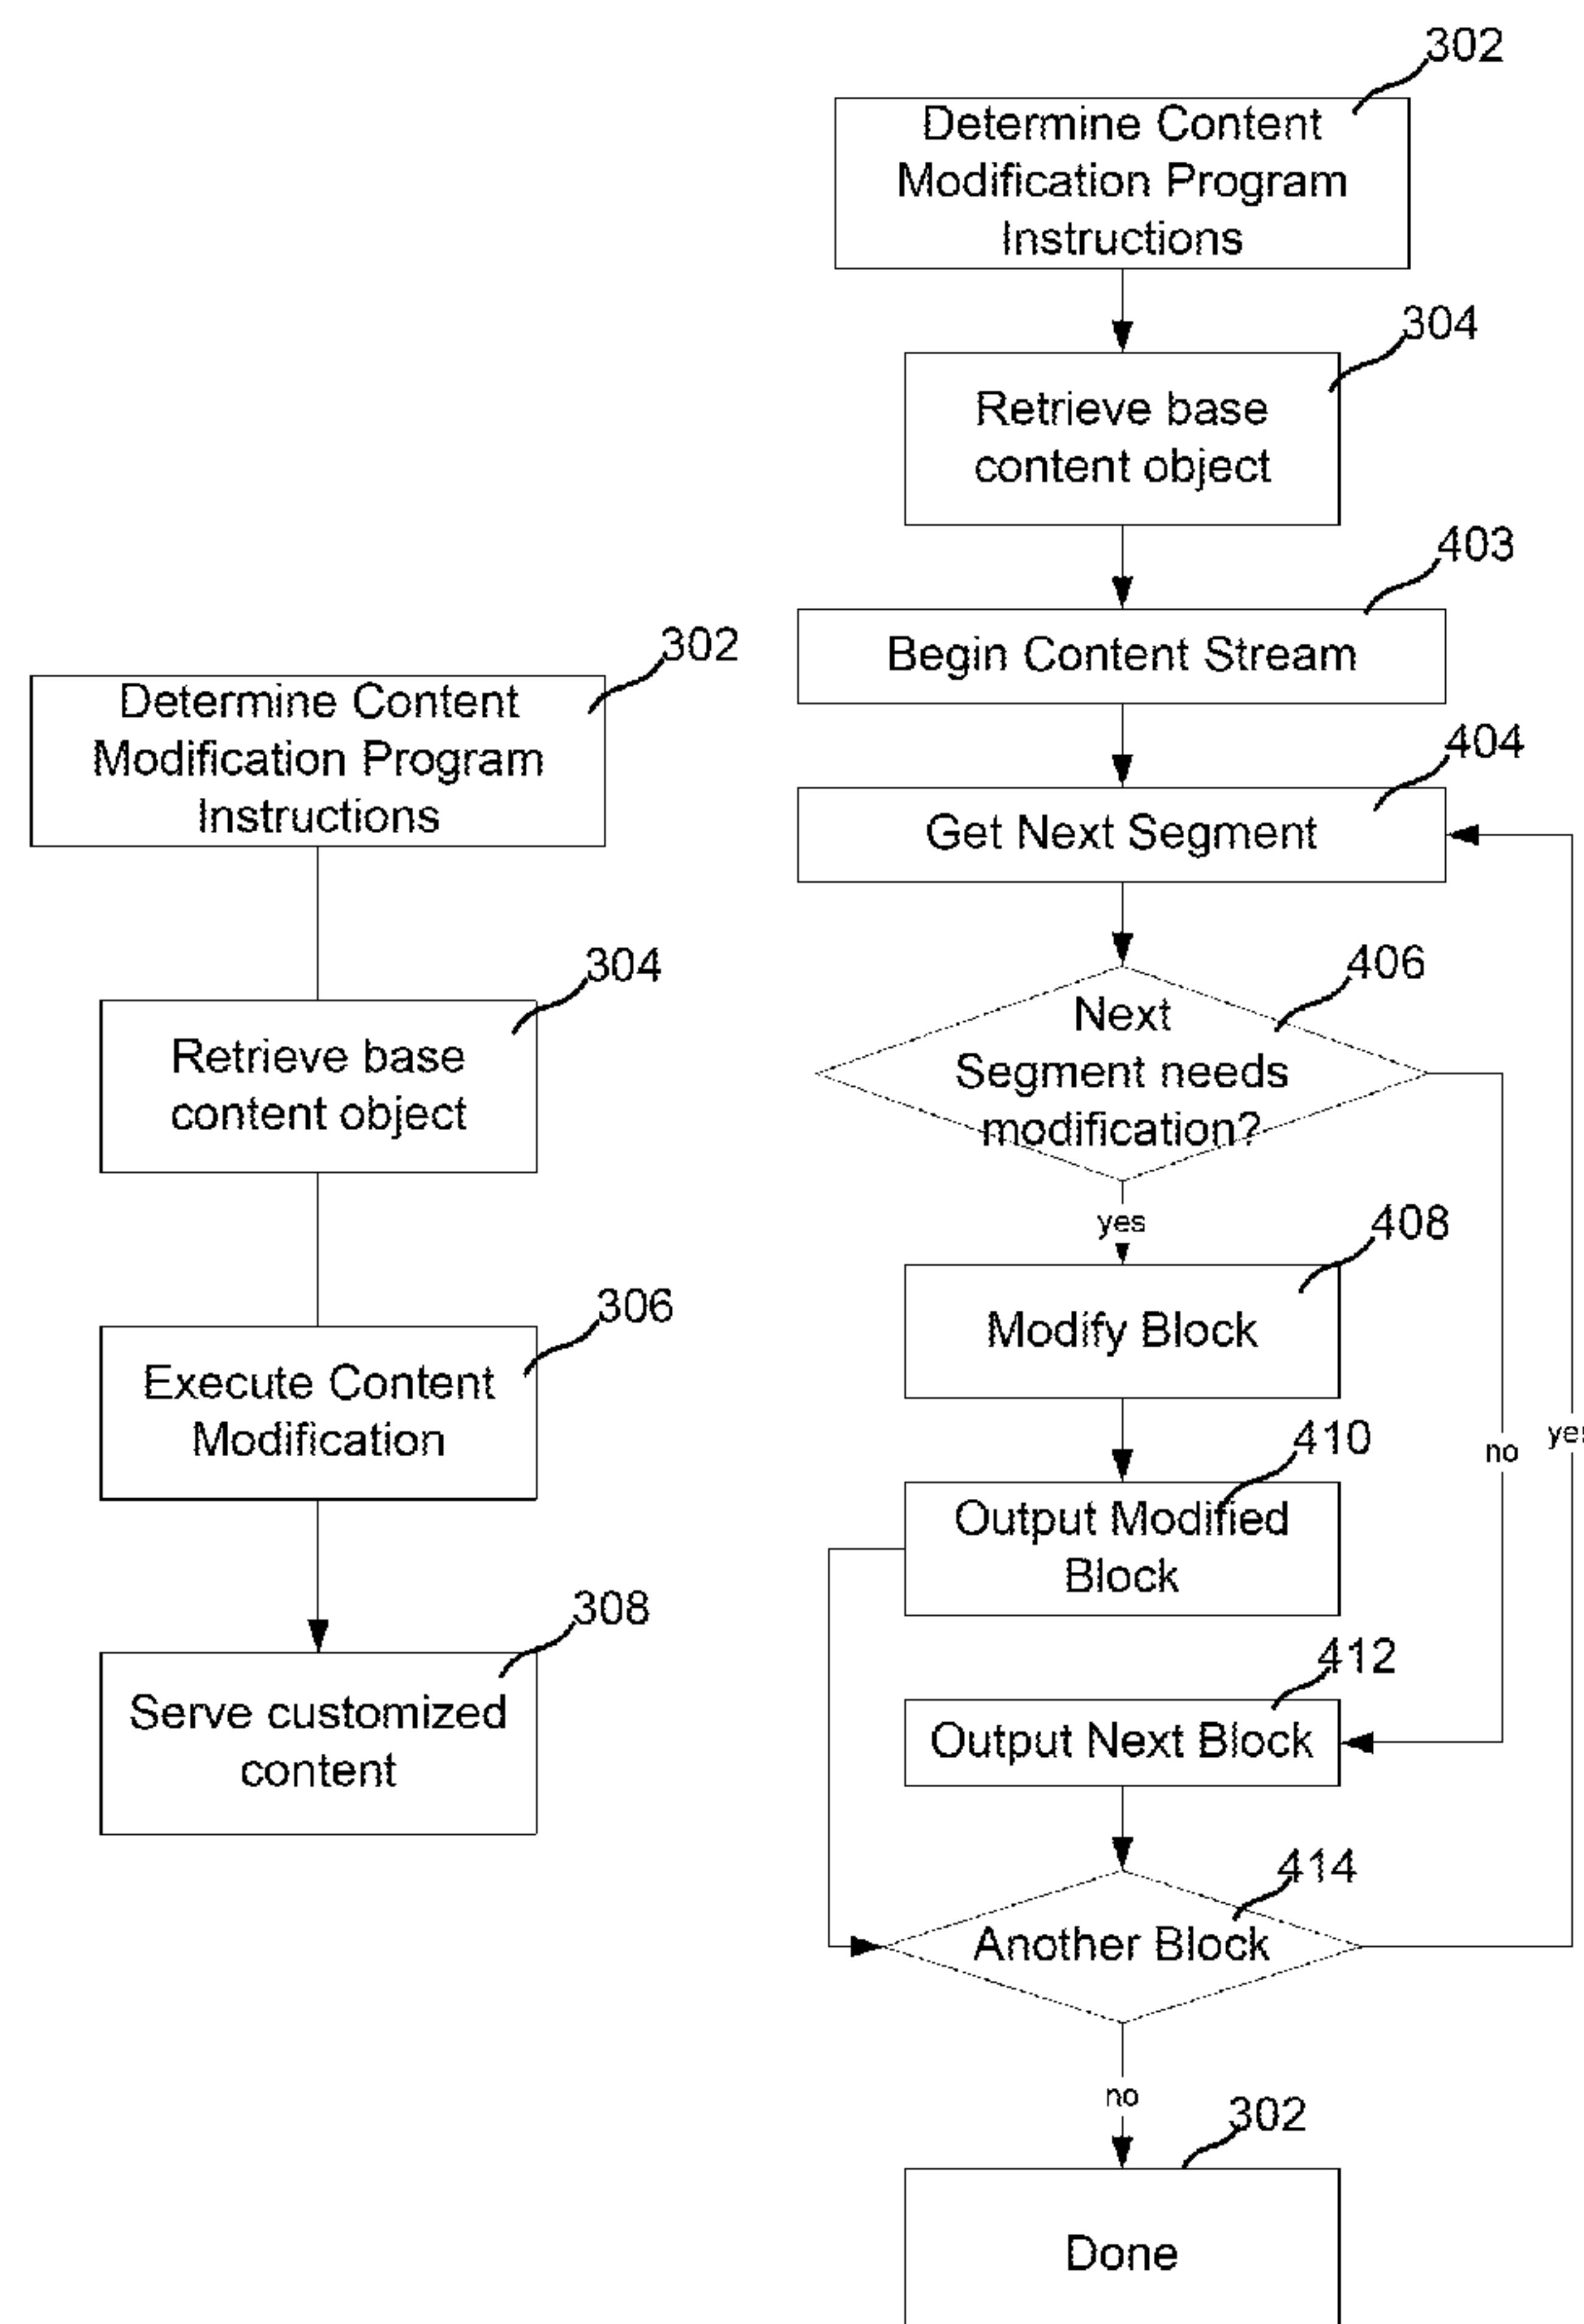 302
Determine Content
Modification Program
Instructions
304
Retrieve base
content object
306
Execute Content
Modification
308
Serve customized
content
302
Determine Content
Modification Program
Instructions
304
Retrieve base
content object
403
Begin Content Stream
404
Get Next Segment
406
Next
Segment needs
modification?
yes
408
Modify Block
410
Output Modified
Block
no
yes
412
Output Next Block
414
Another Block
no
302
Done